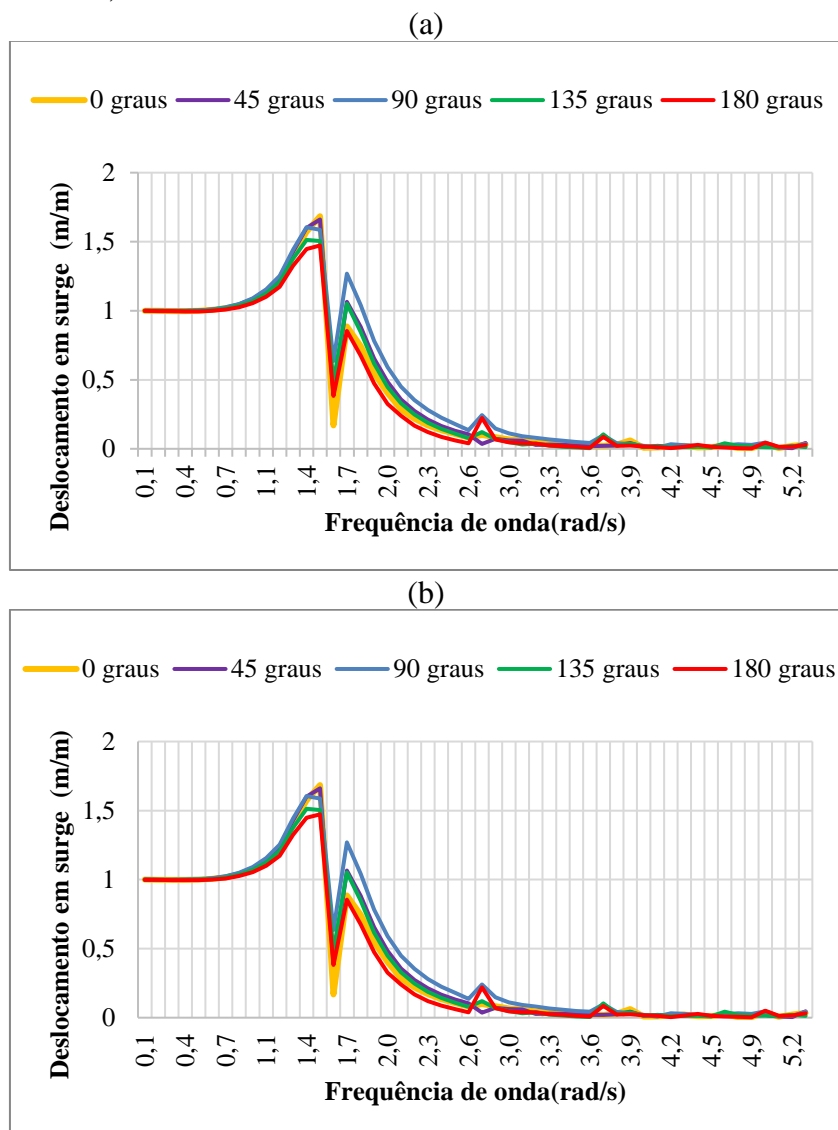 (a)
0 graus 45 graus 90 graus 135 graus 180 graus
2
1,5
1
0,5
0
Deslocamento em surge (m/m)
0,1 0,4 0,7 1,1 1,4 1,7 2,0 2,3 2,6 3,0 3,3 3,6 3,9 4,2 4,5 4,9 5,2
Frequência de onda(rad/s)
(b)
0 graus 45 graus 90 graus 135 graus 180 graus
2
1,5
1
0,5
0
Deslocamento em surge (m/m)
0,1 0,4 0,7 1,1 1,4 1,7 2,0 2,3 2,6 3,0 3,3 3,6 3,9 4,2 4,5 4,9 5,2
Frequência de onda(rad/s)